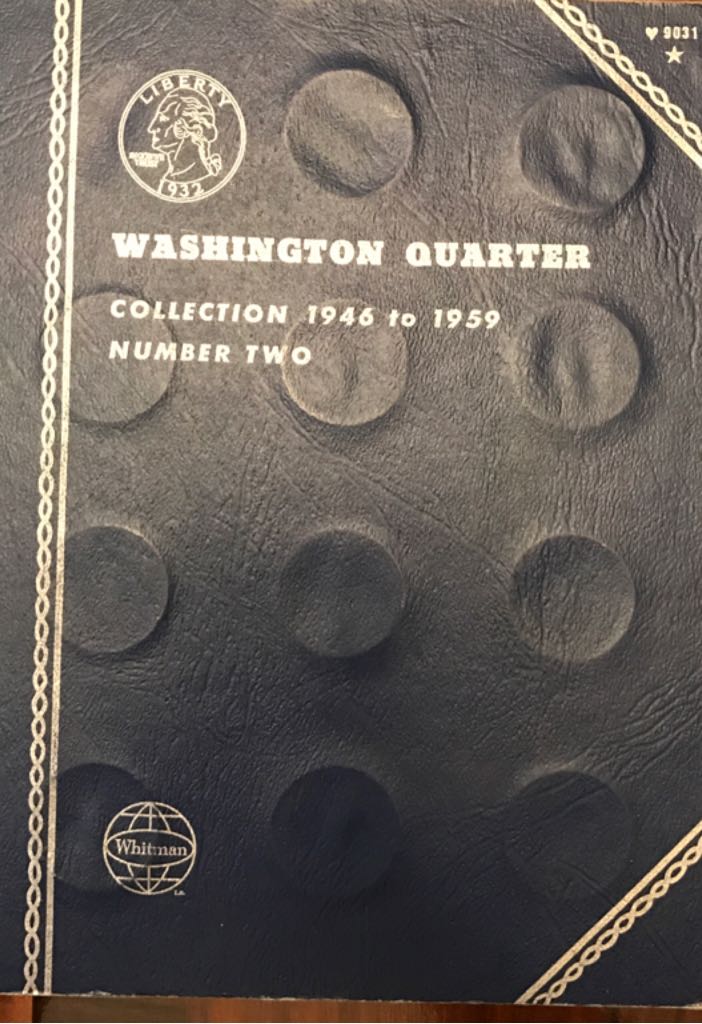 ♥ 9031
★
LIBERTY
1932
WASHINGTON QUARTER
COLLECTION 1946 to 1959
NUMBER TWO
Whitman